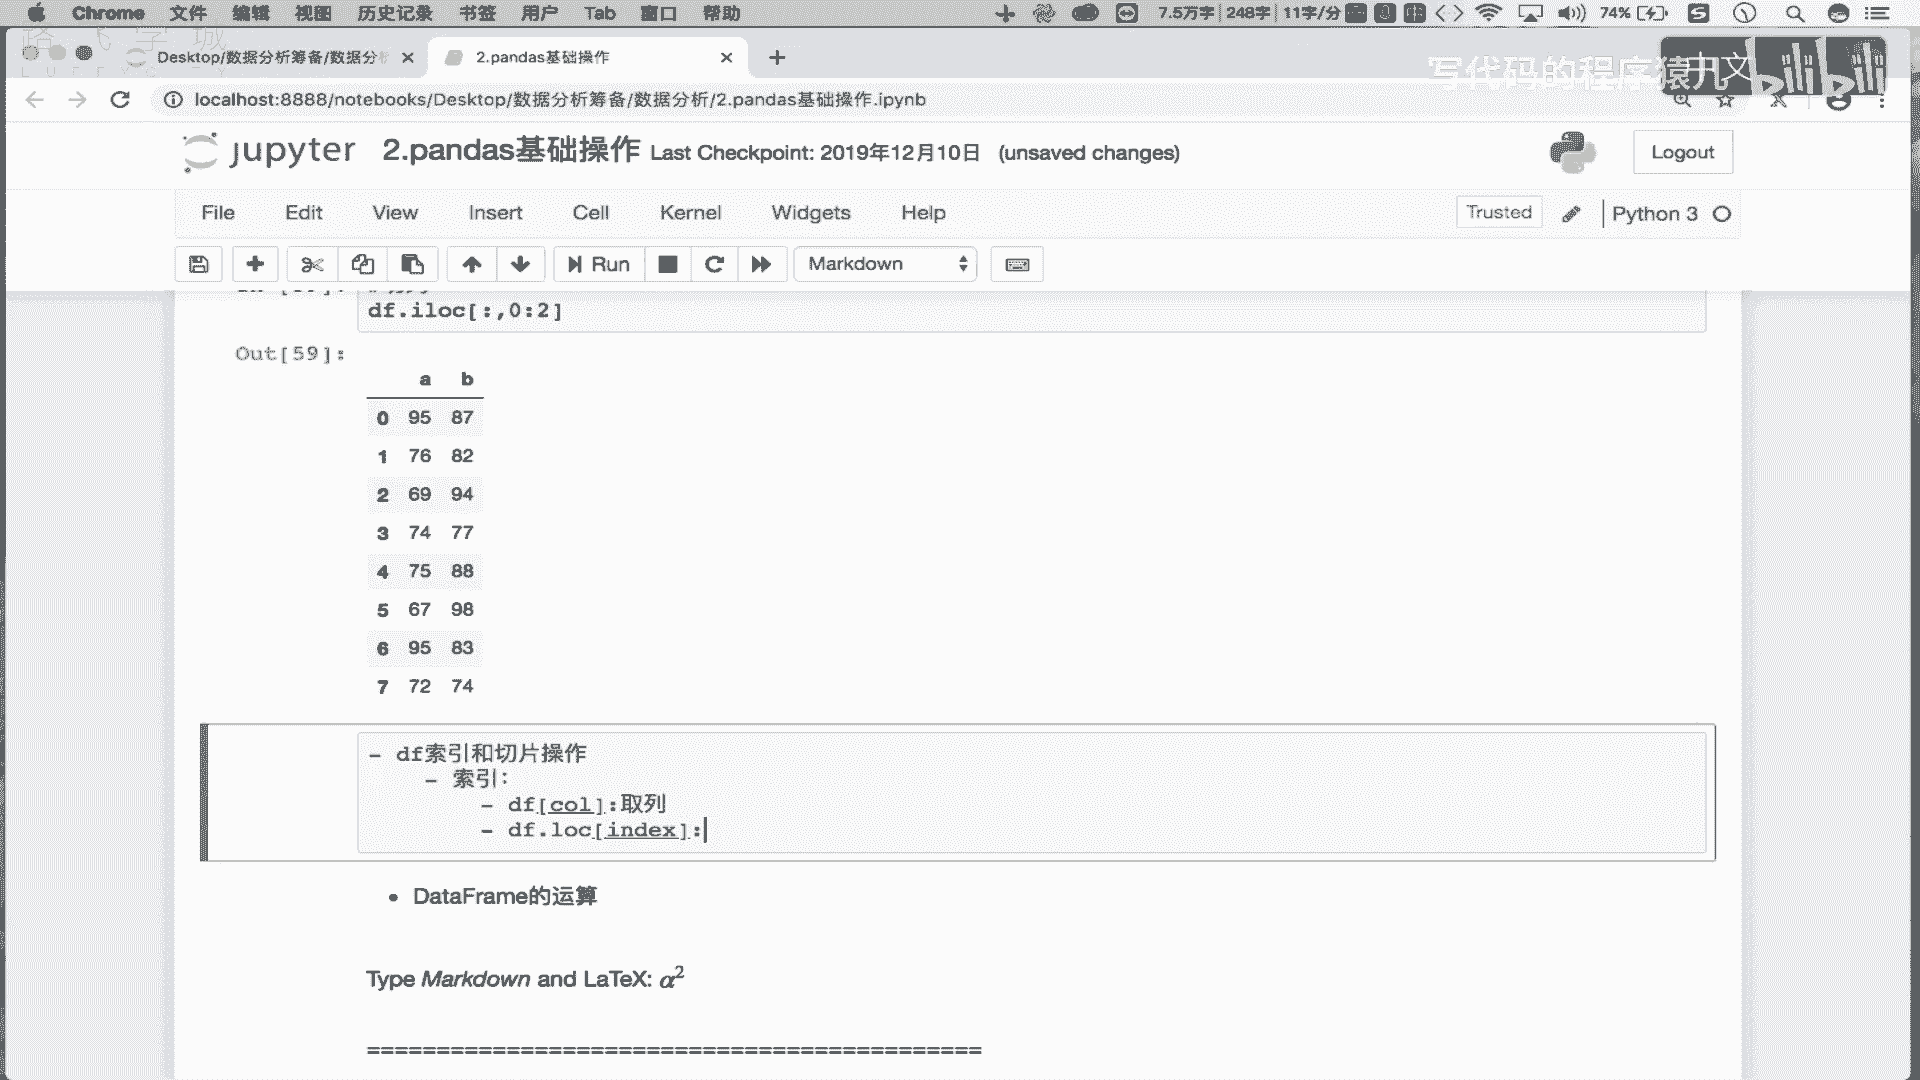 Chrome 文件 编辑 视图 历史记录 书签 用户 Tab 窗口 帮助 7.5万字 248字 11字/分 74%
Desktop/数据分析筹备/数据分析
2.pandas基础操作
写代码的程序猿九 中文 bilibili
localhost:8888/notebooks/Desktop/数据分析筹备/数据分析/2.pandas基础操作.ipynb
jupyter 2.pandas基础操作 Last Checkpoint: 2019年12月10日 (unsaved changes)
Logout
File Edit View Insert Cell Kernel Widgets Help
Trusted Python 3
Run Markdown
df.iloc[:,0:2]
Out[59]:
a b
0 95 87
1 76 82
2 69 94
3 74 77
4 75 88
5 67 98
6 95 83
7 72 74
- df索引和切片操作
- 索引:
- df[col]:取列
- df.loc[index]:
• DataFrame的运算
Type Markdown and LaTeX: α²
============================================